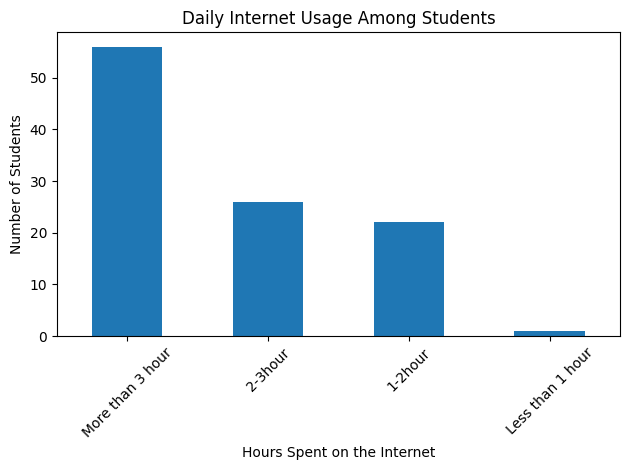 Daily Internet Usage Among Students
Number of Students
50
40
30
20
10
0
More than 3 hour
2-3hour
1-2hour
Less than 1 hour
Hours Spent on the Internet